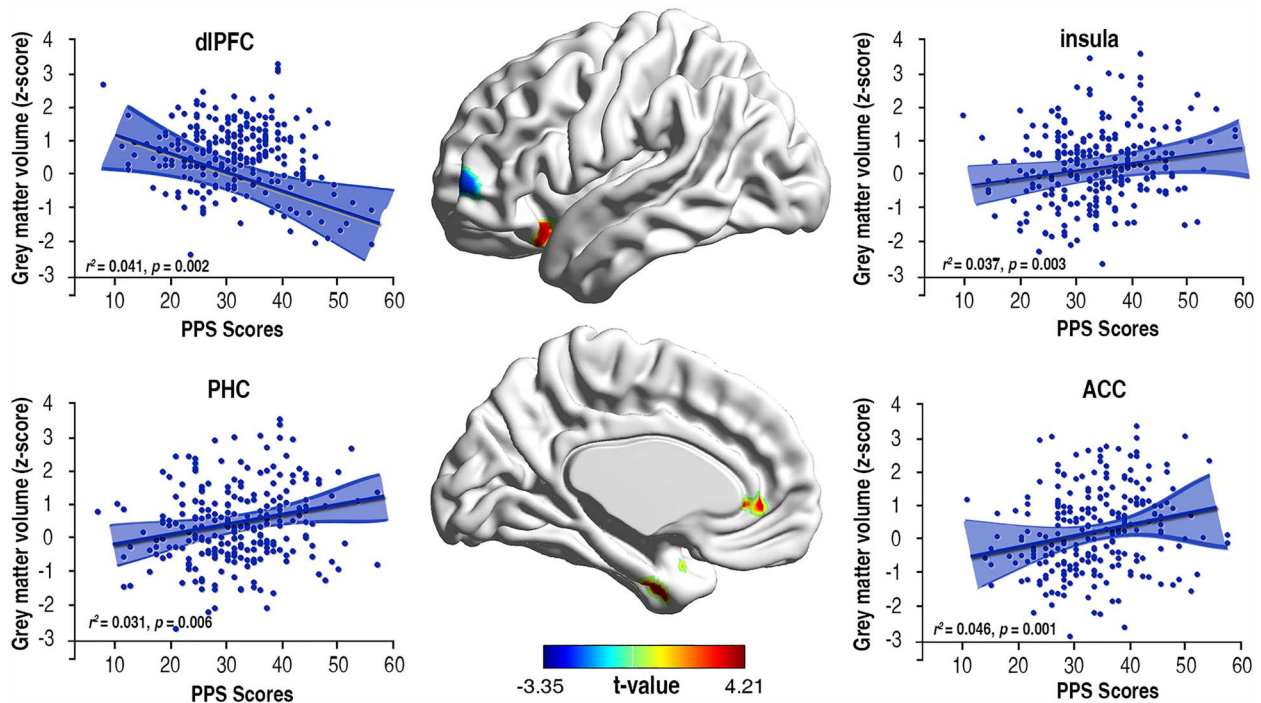 dlPFC
Grey matter volume (z-score)
4
3
2
1
0
-1
-2
-3
r² = 0.041, p = 0.002
10 20 30 40 50 60
PPS Scores
insula
Grey matter volume (z-score)
4
3
2
1
0
-1
-2
-3
r² = 0.037, p = 0.003
10 20 30 40 50 60
PPS Scores
PHC
Grey matter volume (z-score)
4
3
2
1
0
-1
-2
-3
r² = 0.031, p = 0.006
10 20 30 40 50 60
PPS Scores
-3.35 t-value 4.21
ACC
Grey matter volume (z-score)
4
3
2
1
0
-1
-2
-3
r² = 0.046, p = 0.001
10 20 30 40 50 60
PPS Scores